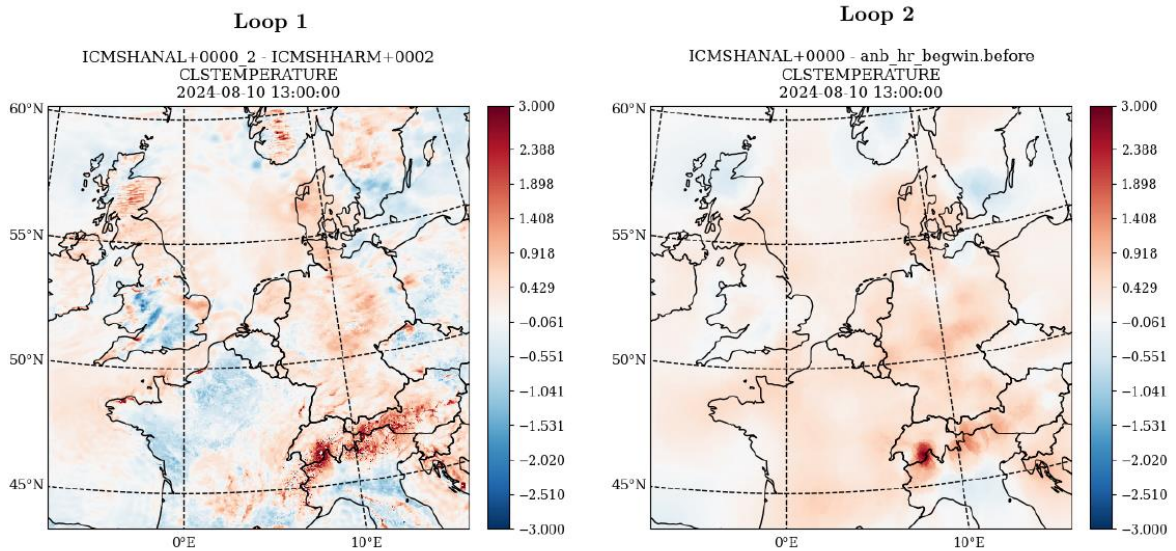 Loop 1
ICMSHANAL+0000_2 - ICMSHHARM+0002
CLSTEMPERATURE
2024-08-10 13:00:00
60°N
55°N
50°N
45°N
0°E
10°E
3.000
2.388
1.898
1.408
0.918
0.429
−0.061
−0.551
−1.041
−1.531
−2.020
−2.510
−3.000
Loop 2
ICMSHANAL+0000 - anb_hr_begwin.before
CLSTEMPERATURE
2024-08-10 13:00:00
60°N
55°N
50°N
45°N
0°E
10°E
3.000
2.388
1.898
1.408
0.918
0.429
−0.061
−0.551
−1.041
−1.531
−2.020
−2.510
−3.000